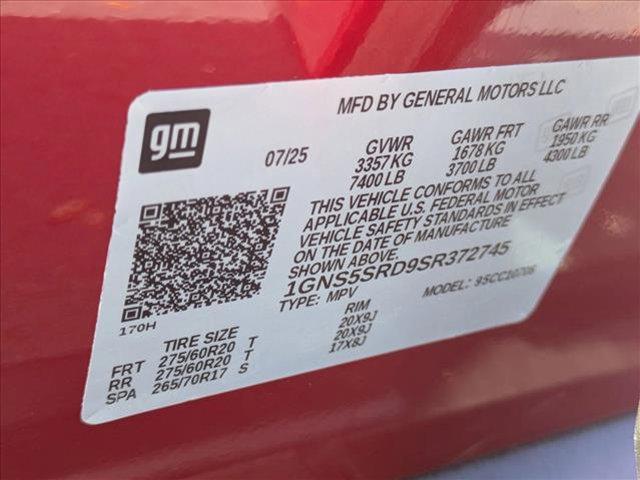 gm
MFD BY GENERAL MOTORS LLC
07/25
GVWR
3357 KG
7400 LB
GAWR FRT
1678 KG
3700 LB
GAWR RR
1950 KG
4300 LB
THIS VEHICLE CONFORMS TO ALL
APPLICABLE U.S. FEDERAL MOTOR
VEHICLE SAFETY STANDARDS IN EFFECT
ON THE DATE OF MANUFACTURE
SHOWN ABOVE.
1GNS5SRD9SR372745
TYPE: MPV MODEL:
170H
TIRE SIZE RIM
FRT 275/60R20 T 20X9J
RR 275/60R20 T 20X9J
SPA 265/70R17 S 17X8J